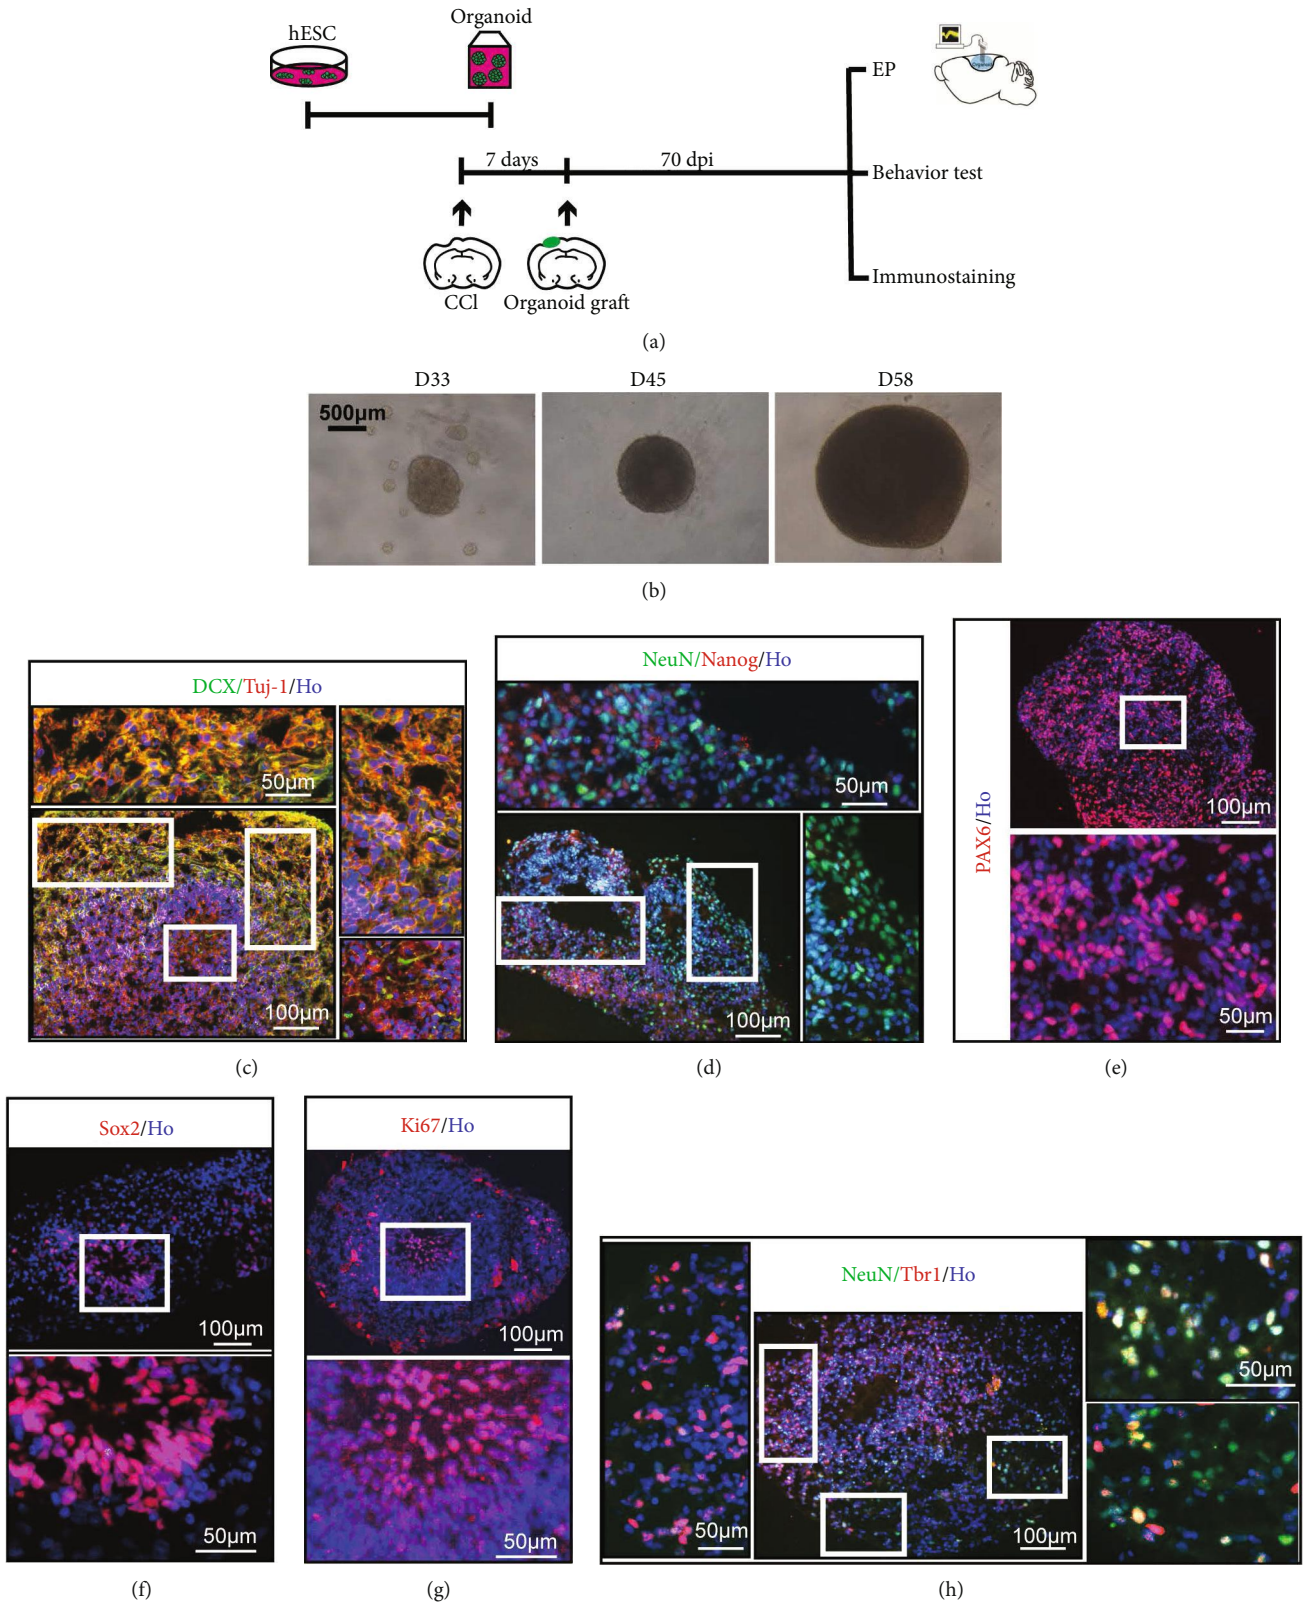 hESC
Organoid
EP
Organoid
7 days
70 dpi
Behavior test
CCl
Organoid graft
Immunostaining
(a)
D33
D45
D58
500µm
(b)
DCX/Tuj-1/Ho
50µm
100µm
(c)
NeuN/Nanog/Ho
50µm
100µm
(d)
PAX6/Ho
100µm
50µm
(e)
Sox2/Ho
100µm
50µm
(f)
Ki67/Ho
100µm
50µm
(g)
NeuN/Tbr1/Ho
50µm
50µm
100µm
(h)